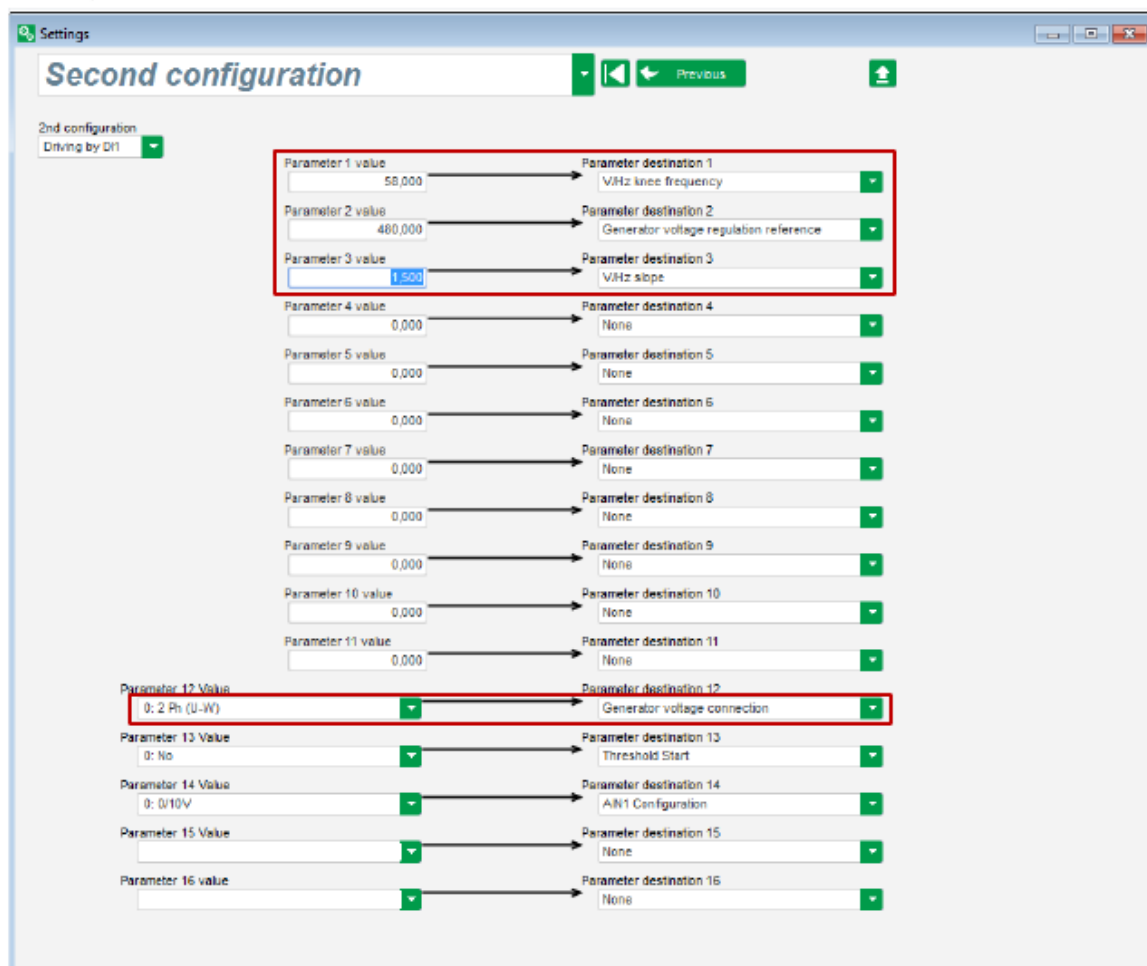 Settings
Second configuration
Previous
2nd configuration
Driving by DI1
Parameter 1 value Parameter destination 1
58,000 V/Hz knee frequency
Parameter 2 value Parameter destination 2
480,000 Generator voltage regulation reference
Parameter 3 value Parameter destination 3
1,500 V/Hz slope
Parameter 4 value Parameter destination 4
0,000 None
Parameter 5 value Parameter destination 5
0,000 None
Parameter 6 value Parameter destination 6
0,000 None
Parameter 7 value Parameter destination 7
0,000 None
Parameter 8 value Parameter destination 8
0,000 None
Parameter 9 value Parameter destination 9
0,000 None
Parameter 10 value Parameter destination 10
0,000 None
Parameter 11 value Parameter destination 11
0,000 None
Parameter 12 Value Parameter destination 12
0: 2 Ph (U-W) Generator voltage connection
Parameter 13 Value Parameter destination 13
0: No Threshold Start
Parameter 14 Value Parameter destination 14
0: 0/10V AIN1 Configuration
Parameter 15 Value Parameter destination 15
None
Parameter 16 value Parameter destination 16
None